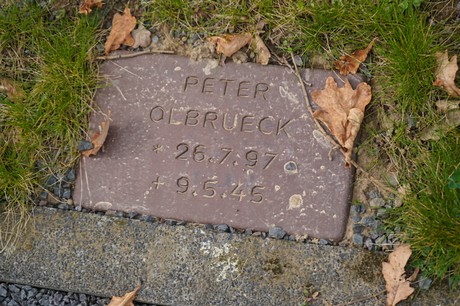 PETER
OLBRUECK
* 26.7.97
+ 9.5.45